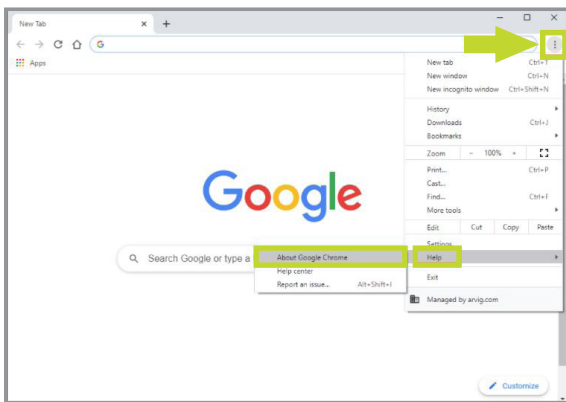 New Tab
G
Apps
New tab Ctrl+T
New window Ctrl+N
New incognito window Ctrl+Shift+N
History
Downloads Ctrl+J
Bookmarks
Zoom - 100% +
Print... Ctrl+P
Cast...
Find... Ctrl+F
More tools
Edit Cut Copy Paste
Settings
Help
Exit
Managed by arvig.com
Google
Search Google or type a
About Google Chrome
Help center
Report an issue... Alt+Shift+I
Customize